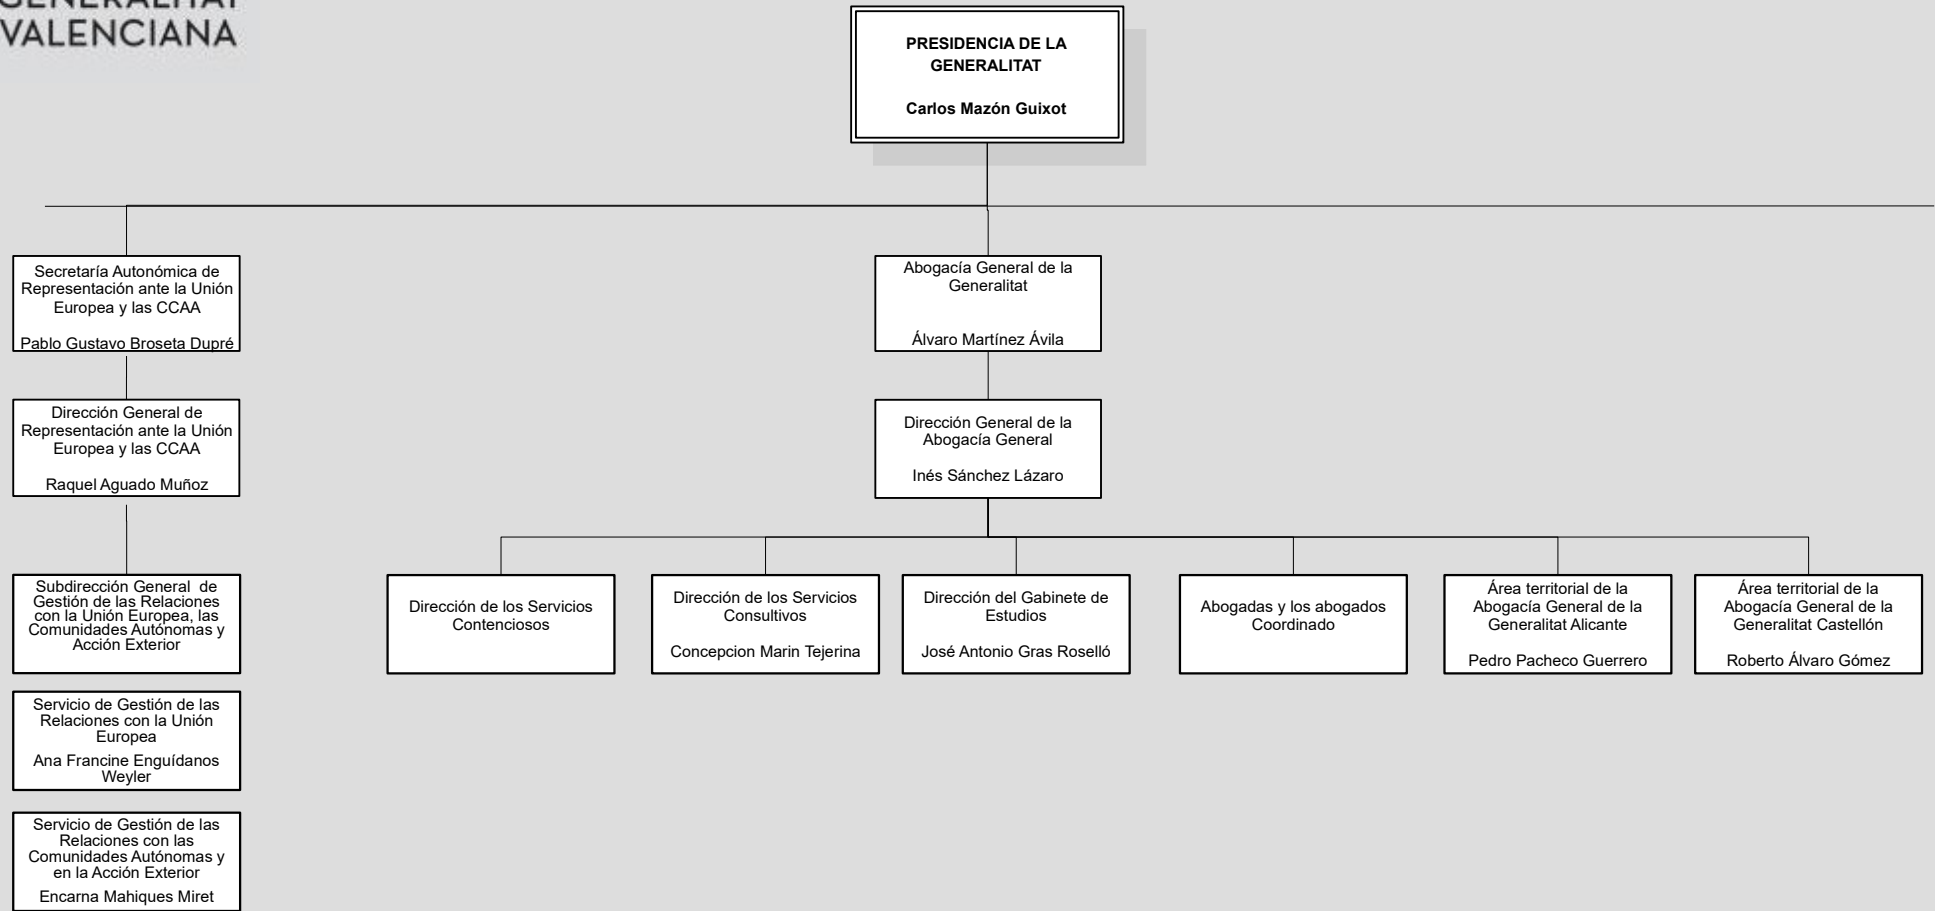 GENERALITAT
VALENCIANA
PRESIDENCIA DE LA
GENERALITAT
Carlos Mazón Guixot
Secretaría Autonómica de
Representación ante la Unión
Europea y las CCAA
Pablo Gustavo Broseta Dupré
Abogacía General de la
Generalitat
Álvaro Martínez Ávila
Dirección General de
Representación ante la Unión
Europea y las CCAA
Raquel Aguado Muñoz
Dirección General de la
Abogacía General
Inés Sánchez Lázaro
Subdirección General de
Gestión de las Relaciones
con la Unión Europea, las
Comunidades Autónomas y
Acción Exterior
Dirección de los Servicios
Contenciosos
Dirección de los Servicios
Consultivos
Concepcion Marin Tejerina
Dirección del Gabinete de
Estudios
José Antonio Gras Roselló
Abogadas y los abogados
Coordinado
Área territorial de la
Abogacía General de la
Generalitat Alicante
Pedro Pacheco Guerrero
Área territorial de la
Abogacía General de la
Generalitat Castellón
Roberto Álvaro Gómez
Servicio de Gestión de las
Relaciones con la Unión
Europea
Ana Francine Enguídanos
Weyler
Servicio de Gestión de las
Relaciones con las
Comunidades Autónomas y
en la Acción Exterior
Encarna Mahiques Miret